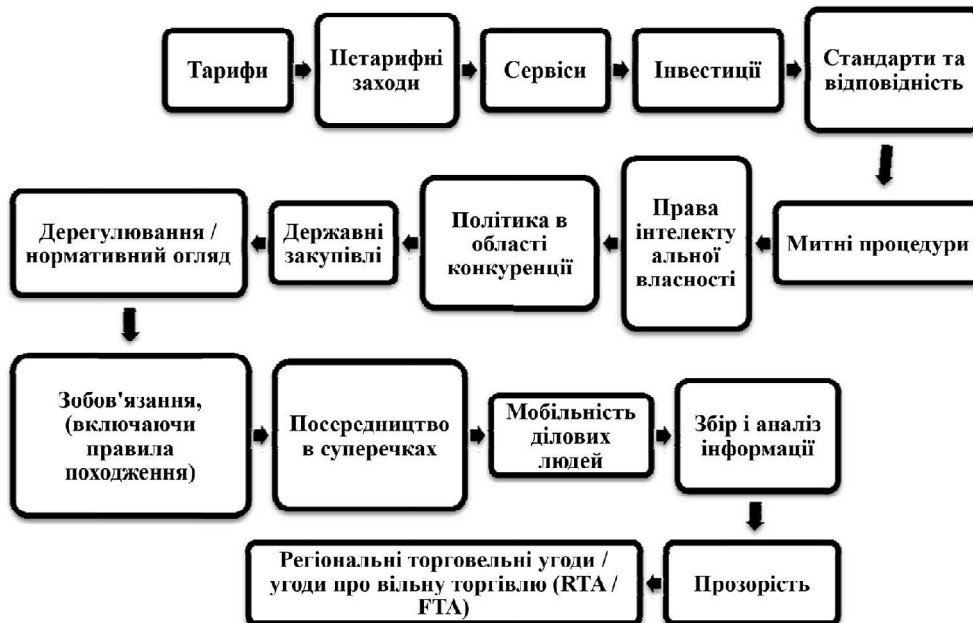 Тарифи
Нетарифні
заходи
Сервіси
Інвестиції
Стандарти та
відповідність
Митні процедури
Права
інтелекту
альної
власності
Політика в
області
конкуренції
Державні
закупівлі
Дерегулювання /
нормативний огляд
Зобов'язання,
(включаючи
правила
походження)
Посередництво
в суперечках
Мобільність
ділових
людей
Збір і аналіз
інформації
Прозорість
Регіональні торговельні угоди /
угоди про вільну торгівлю (RTA /
FTA)